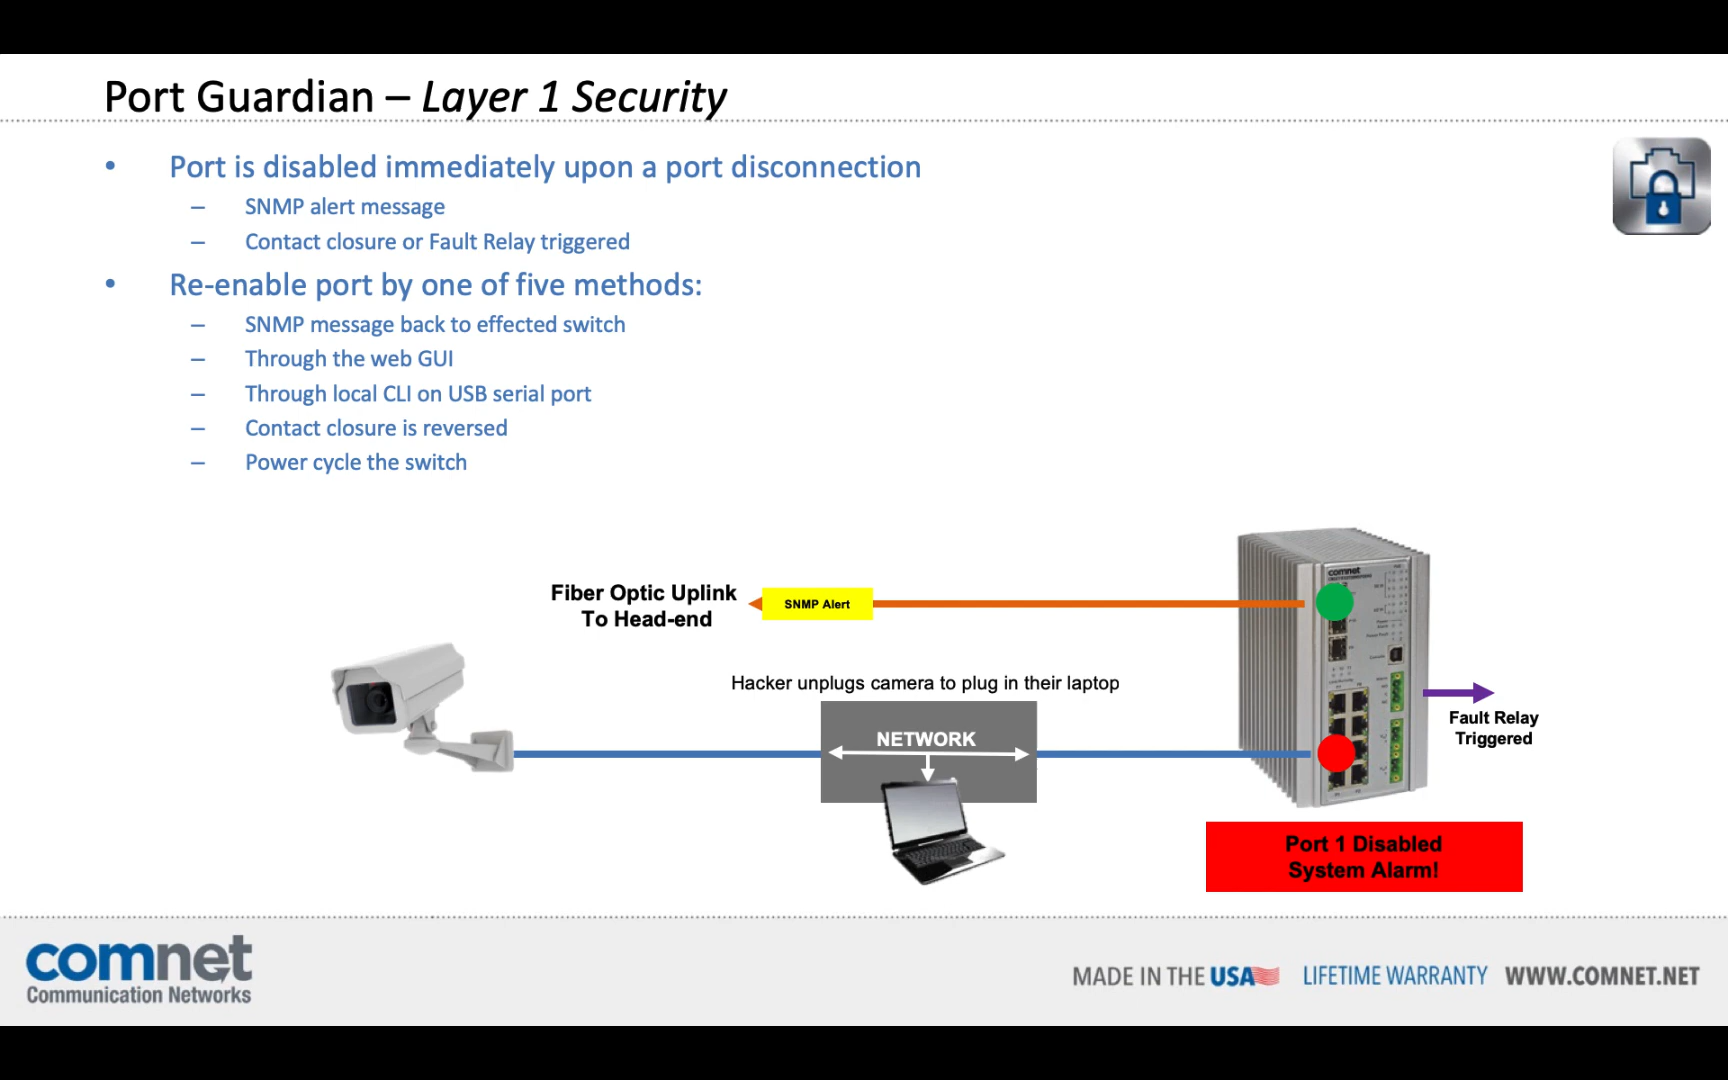 Port Guardian – Layer 1 Security
• Port is disabled immediately upon a port disconnection
– SNMP alert message
– Contact closure or Fault Relay triggered
• Re-enable port by one of five methods:
– SNMP message back to effected switch
– Through the web GUI
– Through local CLI on USB serial port
– Contact closure is reversed
– Power cycle the switch
Fiber Optic Uplink
To Head-end
SNMP Alert
comnet
Hacker unplugs camera to plug in their laptop
NETWORK
Fault Relay
Triggered
Port 1 Disabled
System Alarm!
comnet
Communication Networks
MADE IN THE USA LIFETIME WARRANTY WWW.COMNET.NET